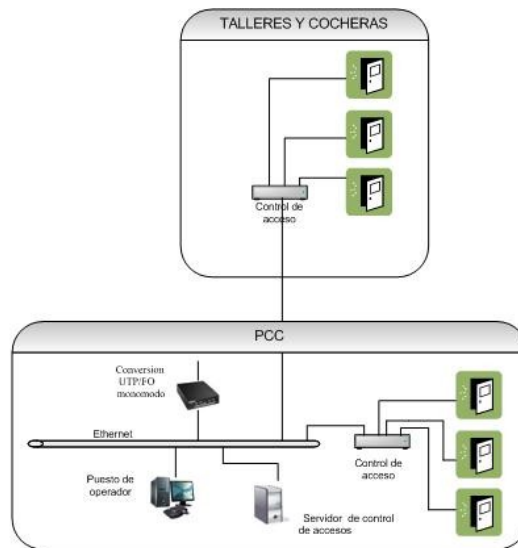 TALLERES Y COCHERAS
Control de
acceso
PCC
Conversion
UTP/FO
monomodo
Ethernet
Puesto de
operador
Servidor de control
de accesos
Control de
acceso